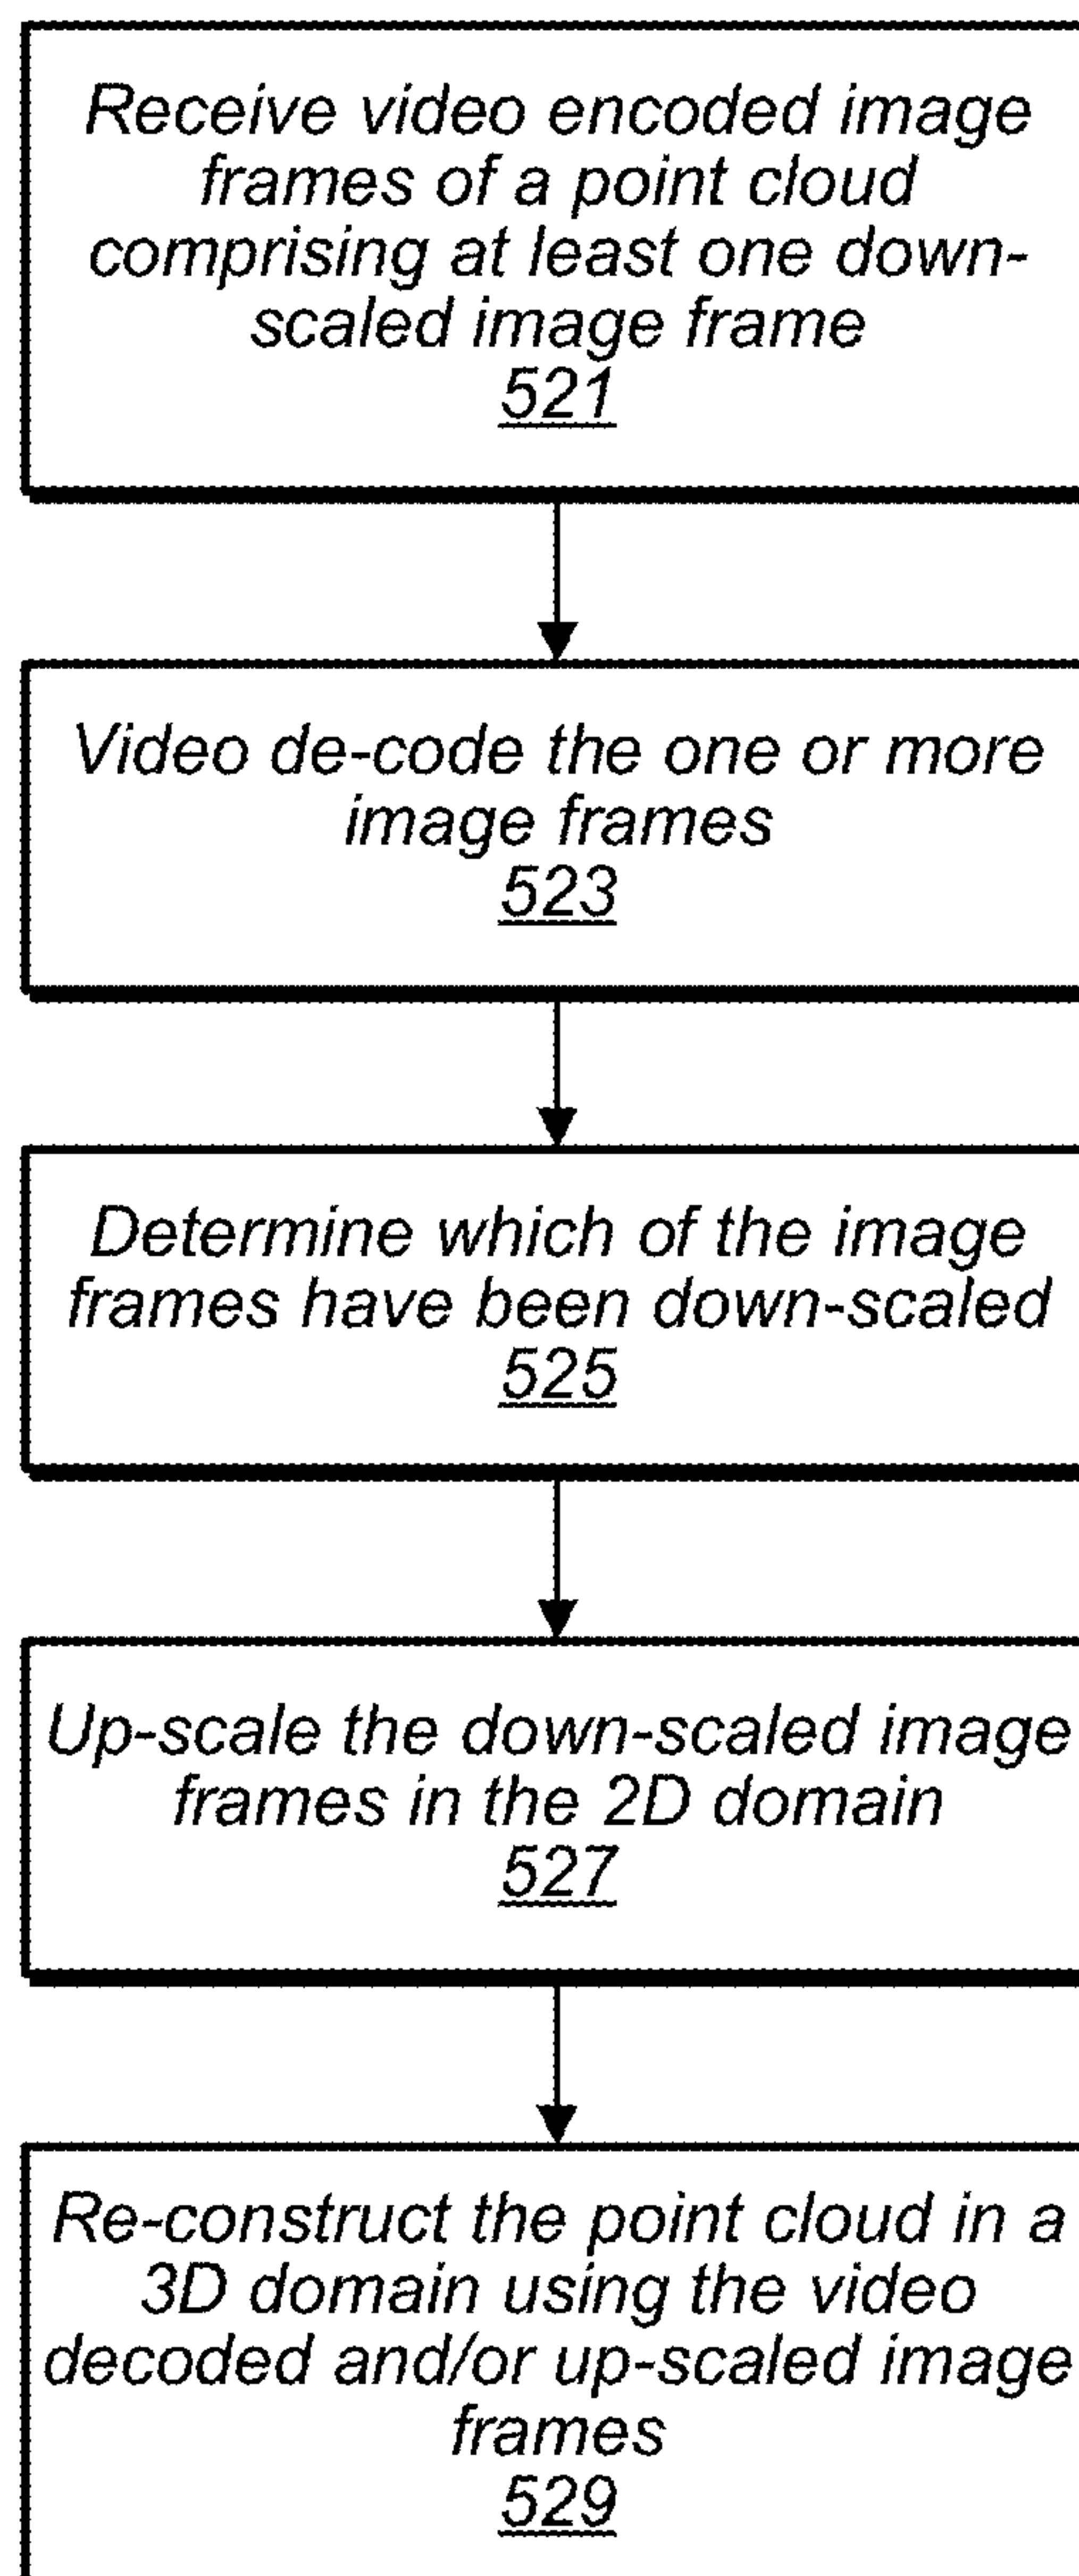 Receive video encoded image
frames of a point cloud
comprising at least one down-
scaled image frame
521
Video de-code the one or more
image frames
523
Determine which of the image
frames have been down-scaled
525
Up-scale the down-scaled image
frames in the 2D domain
527
Re-construct the point cloud in a
3D domain using the video
decoded and/or up-scaled image
frames
529